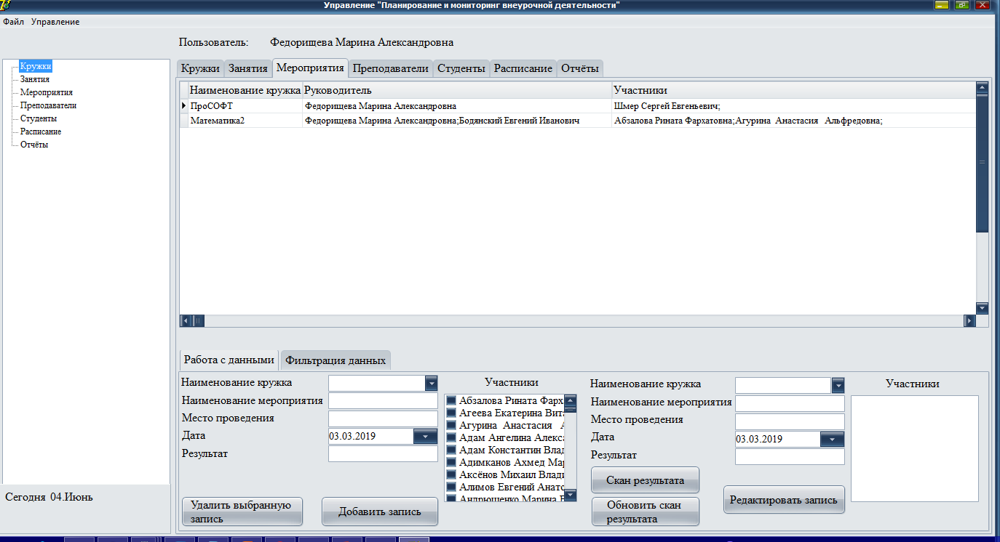 Управление "Планирование и мониторинг внеурочной деятельности"
Файл Управление
Пользователь: Федорищева Марина Александровна
Кружки
Занятия
Мероприятия
Преподаватели
Студенты
Расписание
Отчёты
Кружки Занятия Мероприятия Преподаватели Студенты Расписание Отчёты
Наименование кружка Руководитель Участники
ПроСОФТ Федорищева Марина Александровна Шмер Сергей Евгеньевич;
Математика2 Федорищева Марина Александровна;Бодянский Евгений Иванович Абзалова Рината Фархатовна;Агурина Анастасия Альфредовна;
Работа с данными Фильтрация данных
Наименование кружка
Наименование мероприятия
Место проведения
Дата 03.03.2019
Результат
Удалить выбранную
запись
Добавить запись
Участники
Абзалова Рината Фарх
Агеева Екатерина Вита
Агурина Анастасия А
Адам Ангелина Алекса
Адам Константин Влад
Адимканов Ахмед Мар
Аксёнов Михаил Влади
Алимов Евгений Анато
Андрющенко Марина В
Наименование кружка
Наименование мероприятия
Место проведения
Дата 03.03.2019
Результат
Скан результата
Обновить скан
результата
Редактировать запись
Участники
Сегодня 04.Июнь